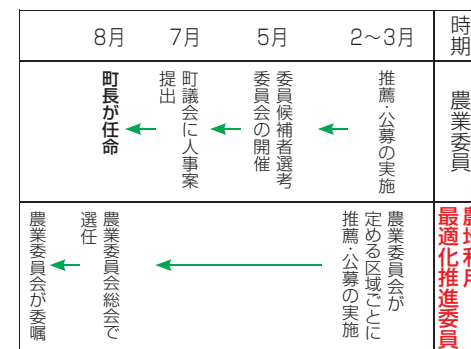 時期
2～3月
5月
7月
8月
農業委員
推薦・公募の実施
委員候補者選考
委員会の開催
町議会に人事案
提出
町長が任命
農地利用
最適化推進委員
農業委員会が
定める区域ごとに
推薦・公募の実施
農業委員会総会で
選任
農業委員会が委嘱